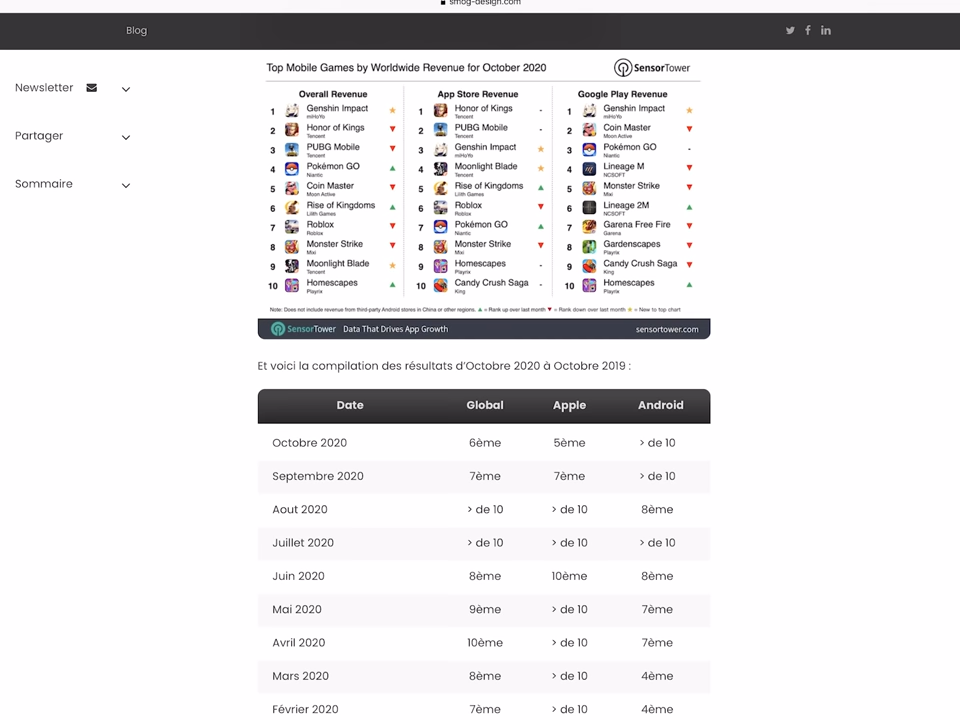 smog-design.com
Blog
Newsletter
Partager
Sommaire
Top Mobile Games by Worldwide Revenue for October 2020
SensorTower
Overall Revenue
1 Genshin Impact
miHoYo
2 Honor of Kings
Tencent
3 PUBG Mobile
Tencent
4 Pokémon GO
Niantic
5 Coin Master
Moon Active
6 Rise of Kingdoms
Lilith Games
7 Roblox
Roblox
8 Monster Strike
Mixi
9 Moonlight Blade
Tencent
10 Homescapes
Playrix
App Store Revenue
1 Honor of Kings -
Tencent
2 PUBG Mobile -
Tencent
3 Genshin Impact
miHoYo
4 Moonlight Blade
Tencent
5 Rise of Kingdoms
Lilith Games
6 Roblox
Roblox
7 Pokémon GO
Niantic
8 Monster Strike
Mixi
9 Homescapes -
Playrix
10 Candy Crush Saga -
King
Google Play Revenue
1 Genshin Impact
miHoYo
2 Coin Master
Moon Active
3 Pokémon GO -
Niantic
4 Lineage M
NCSOFT
5 Monster Strike
Mixi
6 Lineage 2M
NCSOFT
7 Garena Free Fire
Garena
8 Gardenscapes
Playrix
9 Candy Crush Saga
King
10 Homescapes
Playrix
Note: Does not include revenue from third-party Android stores in China or other regions. ▲ = Rank up over last month ▼ = Rank down over last month ★ = New to top chart
SensorTower Data That Drives App Growth sensortower.com
Et voici la compilation des résultats d’Octobre 2020 à Octobre 2019 :
Date Global Apple Android
Octobre 2020 6ème 5ème > de 10
Septembre 2020 7ème 7ème > de 10
Aout 2020 > de 10 > de 10 8ème
Juillet 2020 > de 10 > de 10 > de 10
Juin 2020 8ème 10ème 8ème
Mai 2020 9ème > de 10 7ème
Avril 2020 10ème > de 10 7ème
Mars 2020 8ème > de 10 4ème
Février 2020 7ème > de 10 4ème